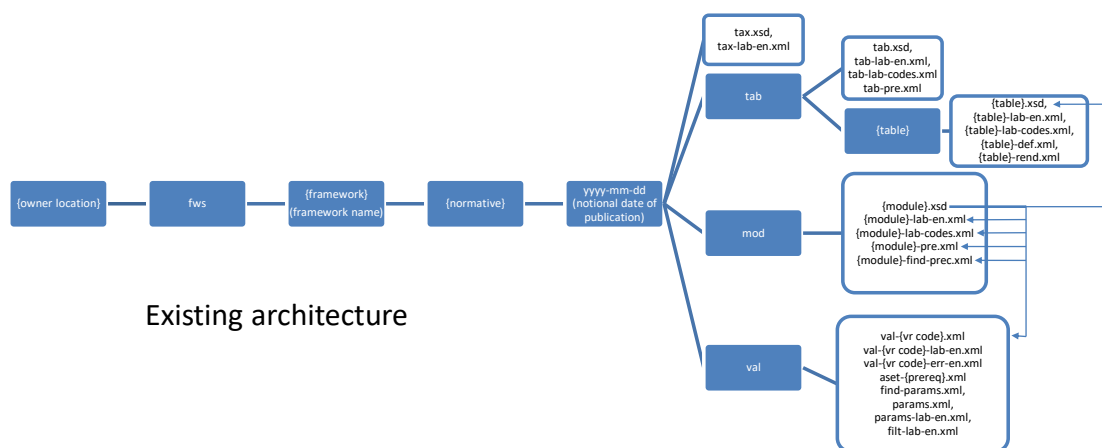 {owner location}
fws
{framework}
(framework name)
{normative}
yyyy-mm-dd
(notional date of
publication)
tax.xsd,
tax-lab-en.xml
tab
tab.xsd,
tab-lab-en.xml,
tab-lab-codes.xml
tab-pre.xml
{table}
{table}.xsd,
{table}-lab-en.xml,
{table}-lab-codes.xml,
{table}-def.xml,
{table}-rend.xml
mod
{module}.xsd
{module}-lab-en.xml
{module}-lab-codes.xml
{module}-pre.xml
{module}-find-prec.xml
val
val-{vr code}.xml
val-{vr code}-lab-en.xml
val-{vr code}-err-en.xml
aset-{prereq}.xml
find-params.xml,
params.xml,
params-lab-en.xml,
filt-lab-en.xml
Existing architecture